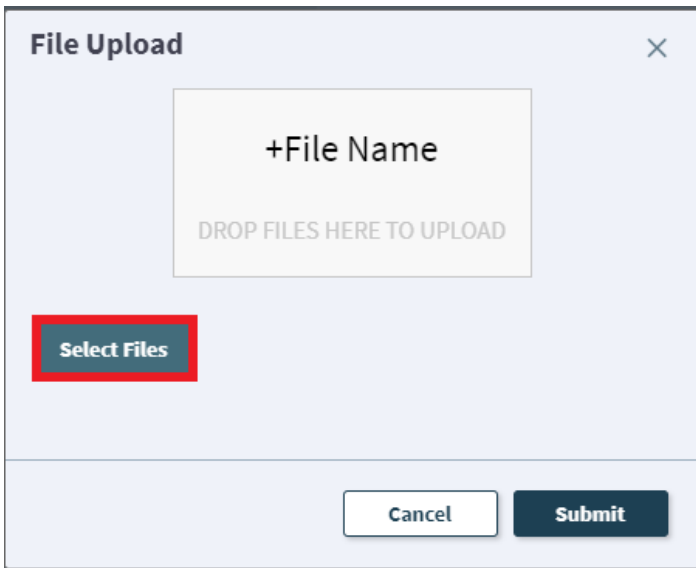 File Upload
+File Name
DROP FILES HERE TO UPLOAD
Select Files
Cancel
Submit